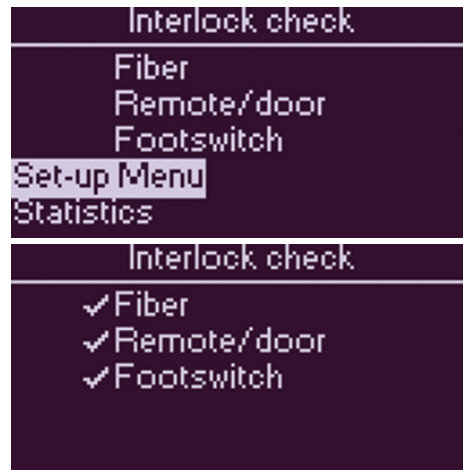 Interlock check
Fiber
Remote/door
Footswitch
Set-up Menu
Statistics
Interlock check
✓Fiber
✓Remote/door
✓Footswitch